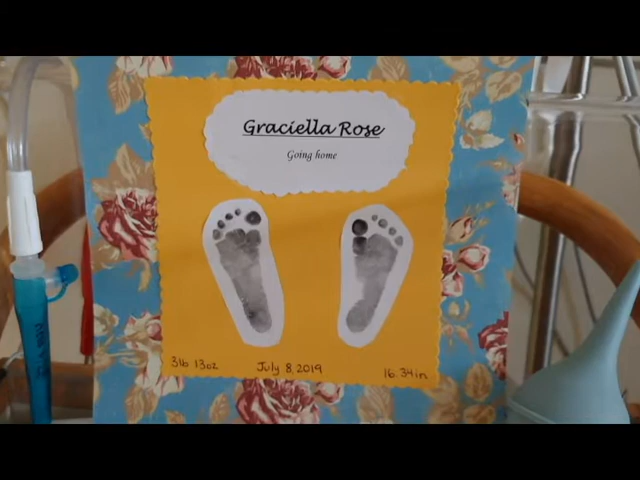 Graciella Rose
Going home
3lb 13oz
July 8, 2019
16.34in